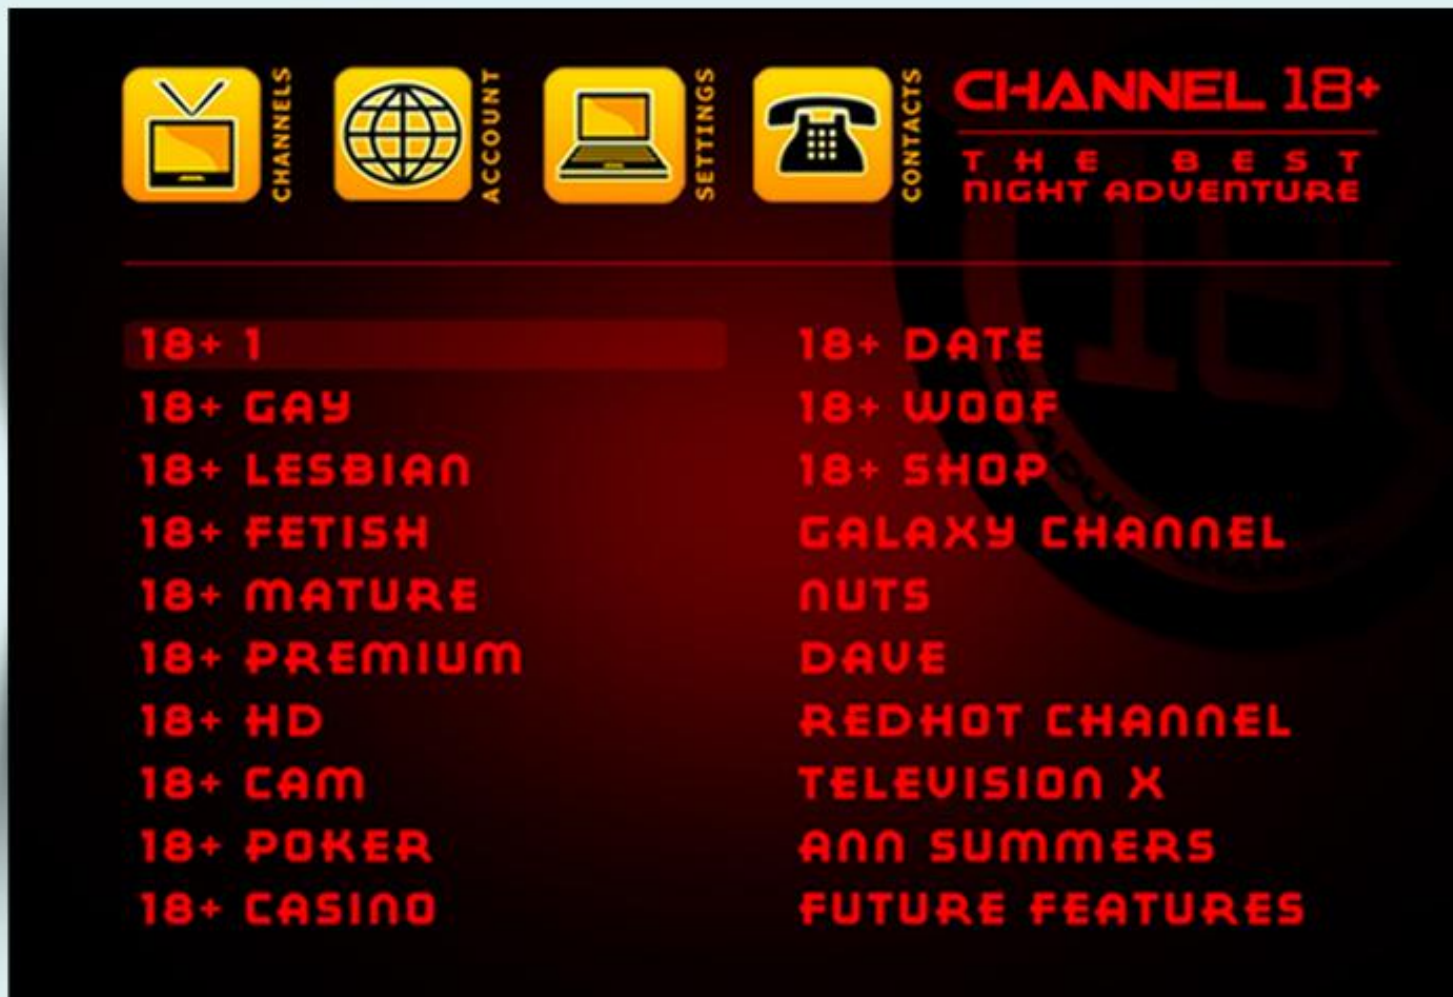 CHANNELS
ACCOUNT
SETTINGS
CONTACTS
CHANNEL 18+
THE BEST
NIGHT ADVENTURE
18+ 1
18+ GAY
18+ LESBIAN
18+ FETISH
18+ MATURE
18+ PREMIUM
18+ HD
18+ CAM
18+ POKER
18+ CASINO
18+ DATE
18+ WOOF
18+ SHOP
GALAXY CHANNEL
NUTS
DAVE
REDHOT CHANNEL
TELEVISION X
ANN SUMMERS
FUTURE FEATURES
18